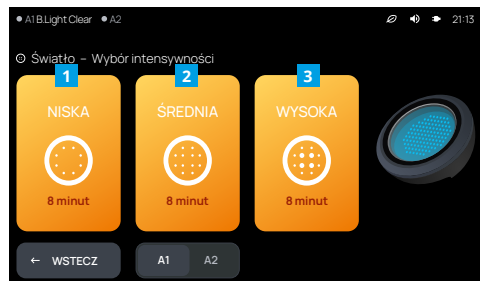 A1 B.Light Clear A2 21:13
Światło – Wybór intensywności
1 2 3
NISKA ŚREDNIA WYSOKA
8 minut 8 minut 8 minut
← WSTECZ A1 A2